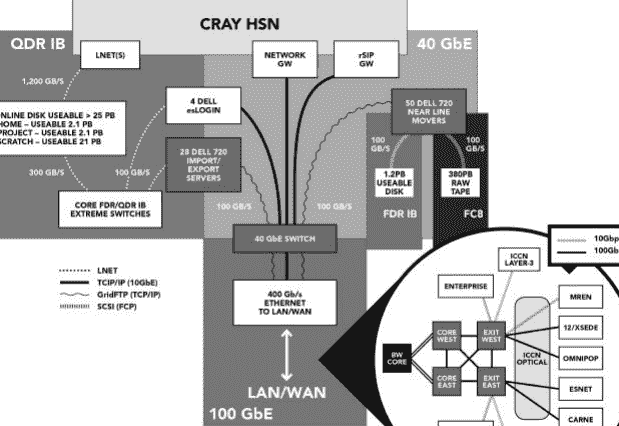 CRAY HSN
QDR IB
40 GbE
LNET(S)
NETWORK
GW
rSIP
GW
1,200 GB/S
4 DELL
esLOGIN
50 DELL 720
NEAR LINE
MOVERS
NLINE DISK USEABLE > 25 PB
HOME – USEABLE 2.1 PB
PROJECT – USEABLE 2.1 PB
SCRATCH – USEABLE 21 PB
28 DELL 720
IMPORT/
EXPORT
SERVERS
100
GB/S
100
GB/S
300 GB/S
100 GB/S
1.2PB
USEABLE
DISK
380PB
RAW
TAPE
CORE FDR/QDR IB
EXTREME SWITCHES
100 GB/S
100 GB/S
FDR IB
FCB
40 GbE SWITCH
LNET
TCIP/IP (10GbE)
GridFTP (TCP/IP)
SCSI (FCP)
400 Gb/s
ETHERNET
TO LAN/WAN
LAN/WAN
100 GbE
10Gbp
100Gb
ICCN
LAYER-3
ENTERPRISE
MREN
12/XSEDE
OMNIPOP
ESNET
CARNE
BW
CORE
CORE
WEST
EXIT
WEST
CORE
EAST
EXIT
EAST
ICCN
OPTICAL